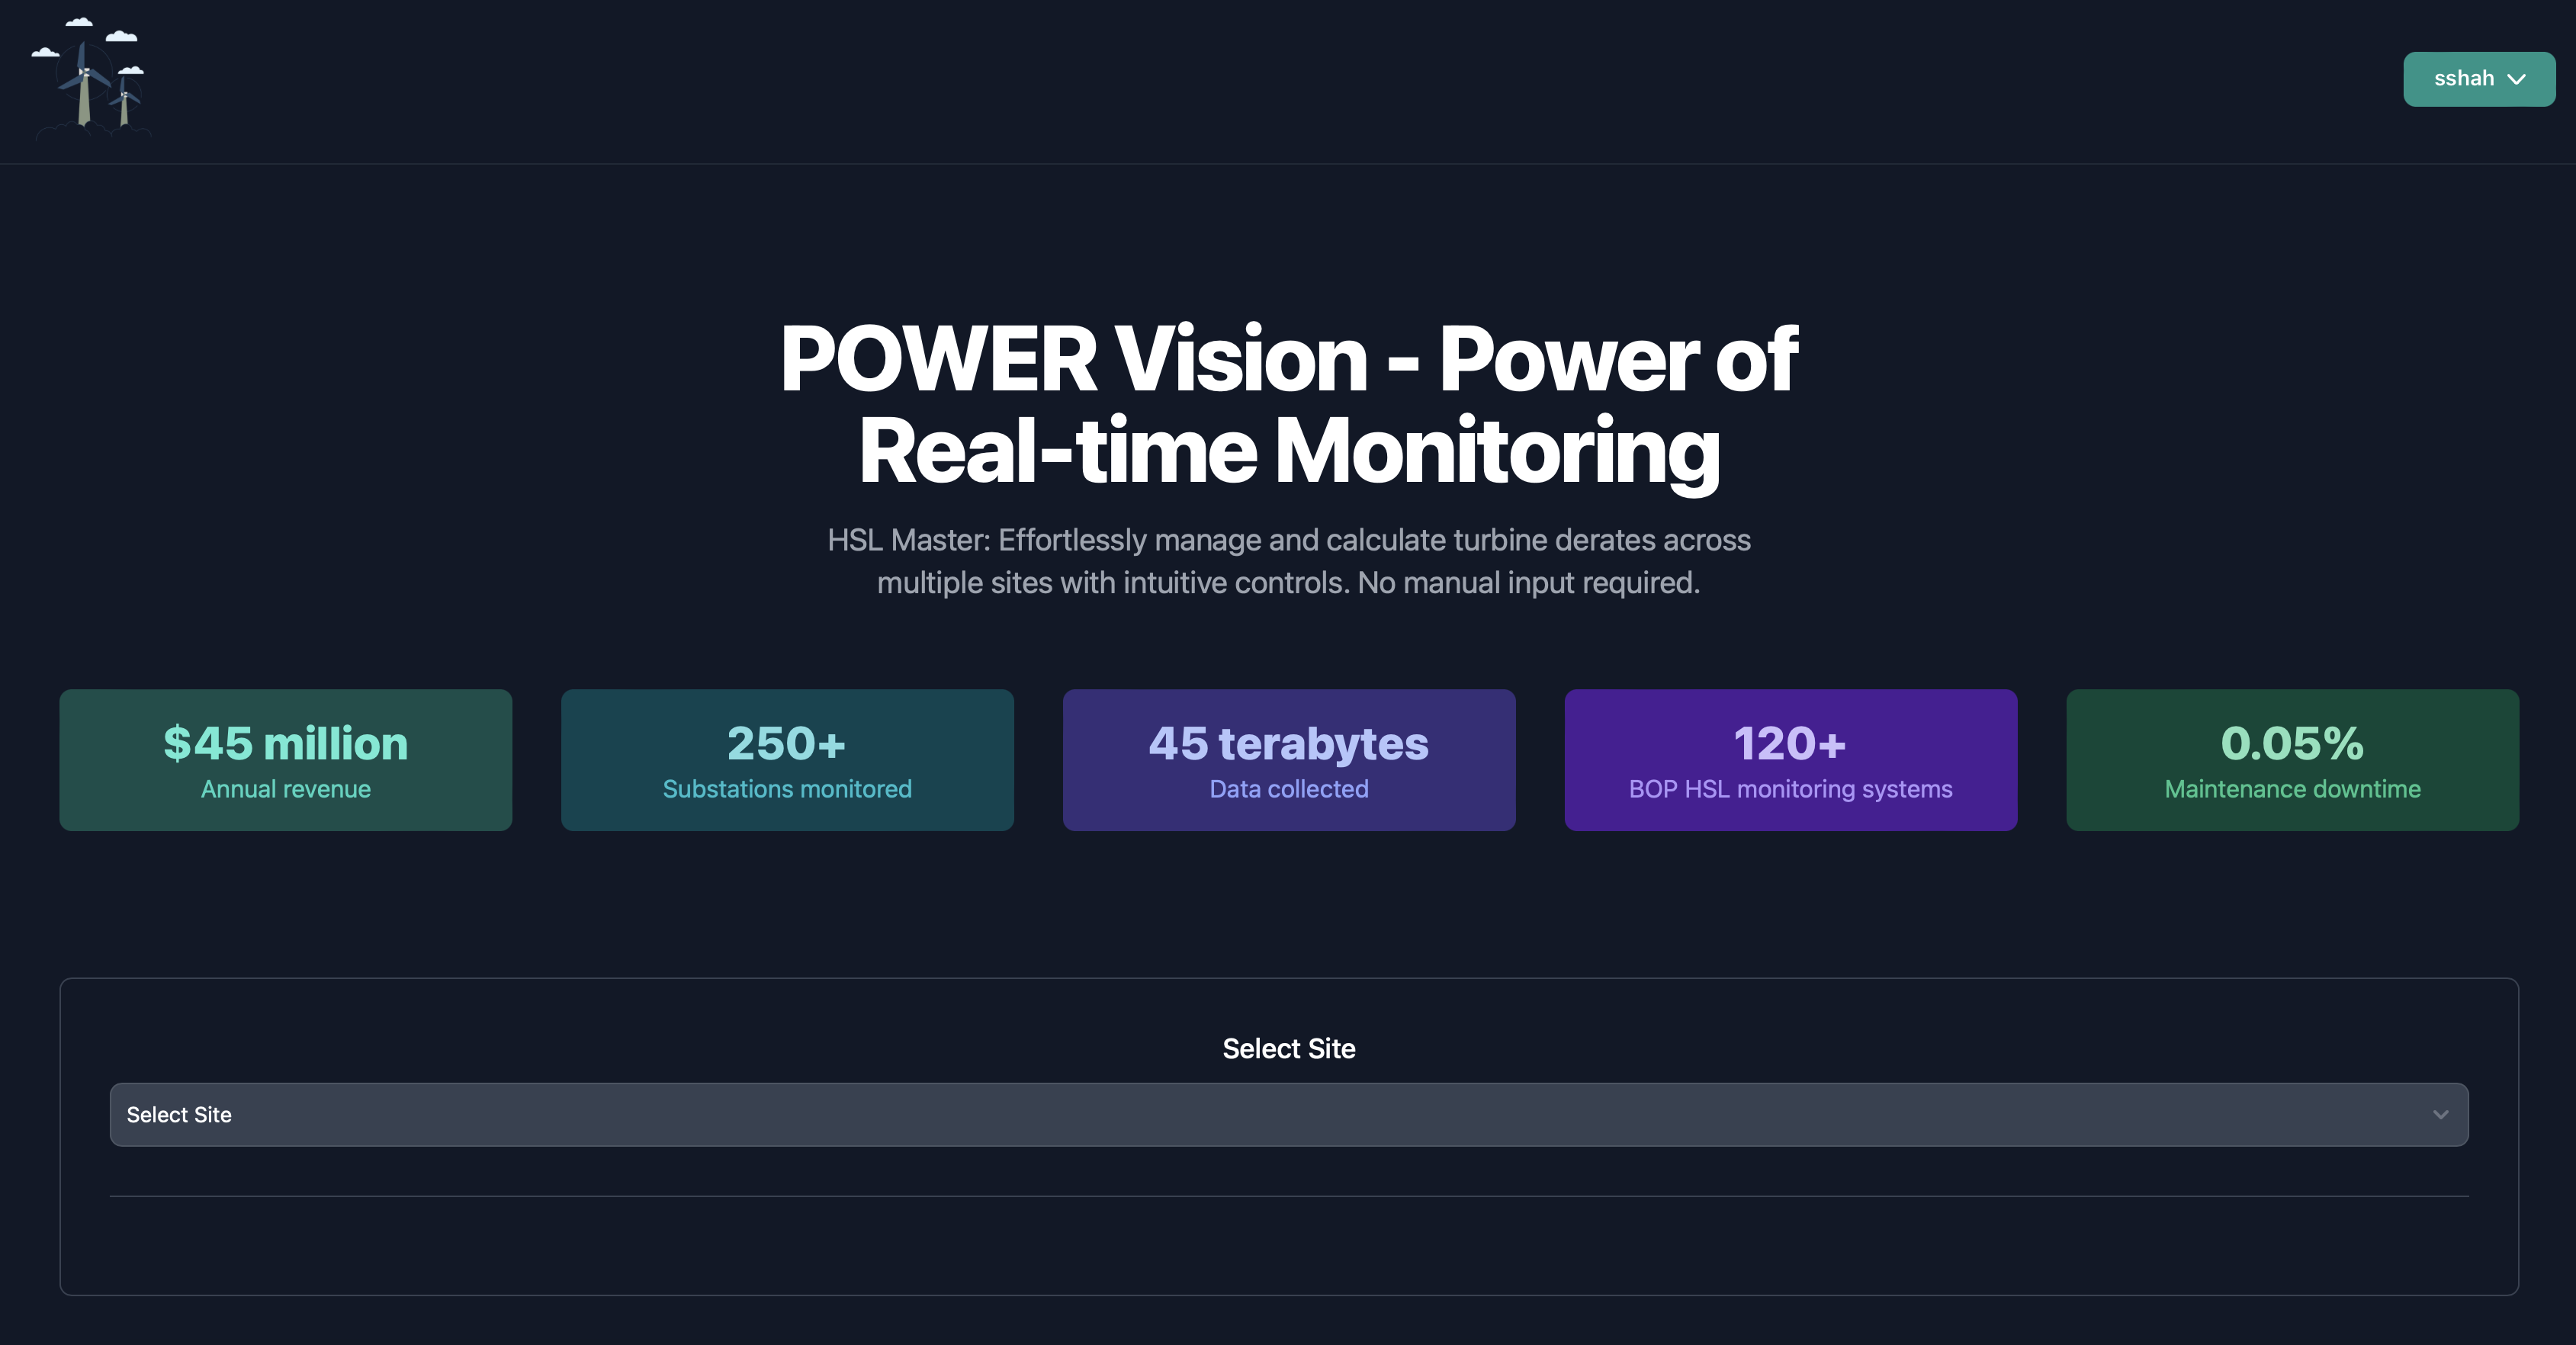 sshah
POWER Vision - Power of
Real-time Monitoring
HSL Master: Effortlessly manage and calculate turbine derates across
multiple sites with intuitive controls. No manual input required.
$45 million
Annual revenue
250+
Substations monitored
45 terabytes
Data collected
120+
BOP HSL monitoring systems
0.05%
Maintenance downtime
Select Site
Select Site